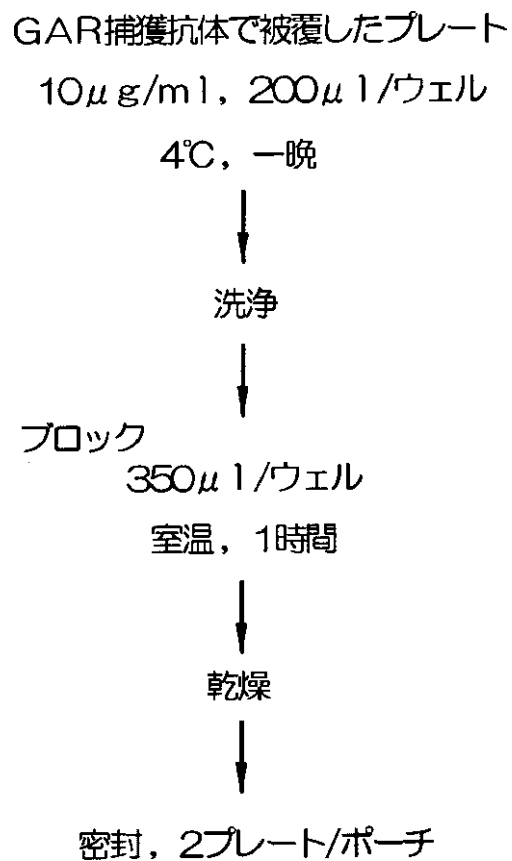 GAR捕獲抗体で被覆したプレート
10μg/ml, 200μl/ウェル
4℃, 一晩
洗浄
ブロック
350μl/ウェル
室温, 1時間
乾燥
密封, 2プレート/ポーチ